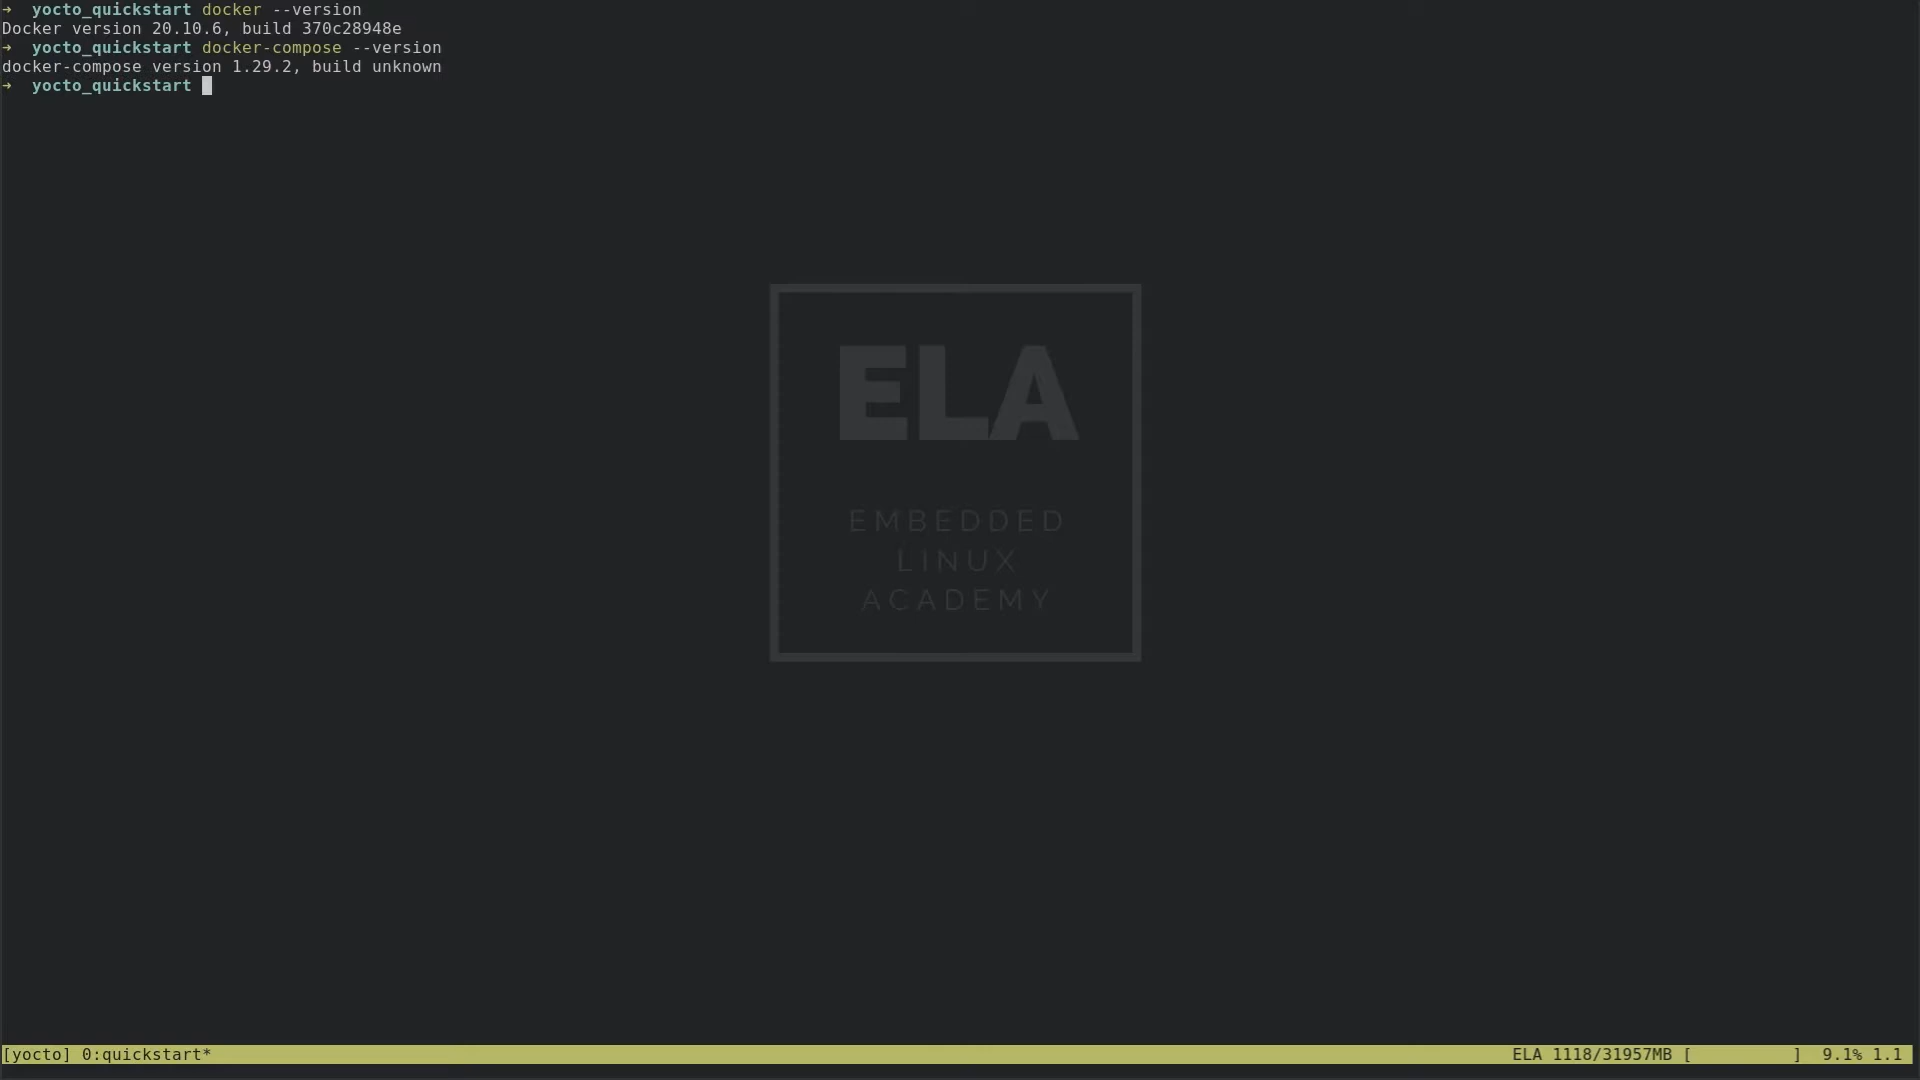 → yocto_quickstart docker --version
Docker version 20.10.6, build 370c28948e
→ yocto_quickstart docker-compose --version
docker-compose version 1.29.2, build unknown
→ yocto_quickstart
ELA
EMBEDDED
LINUX
ACADEMY
[yocto] 0:quickstart* ELA 1118/31957MB [ ] 9.1% 1.1